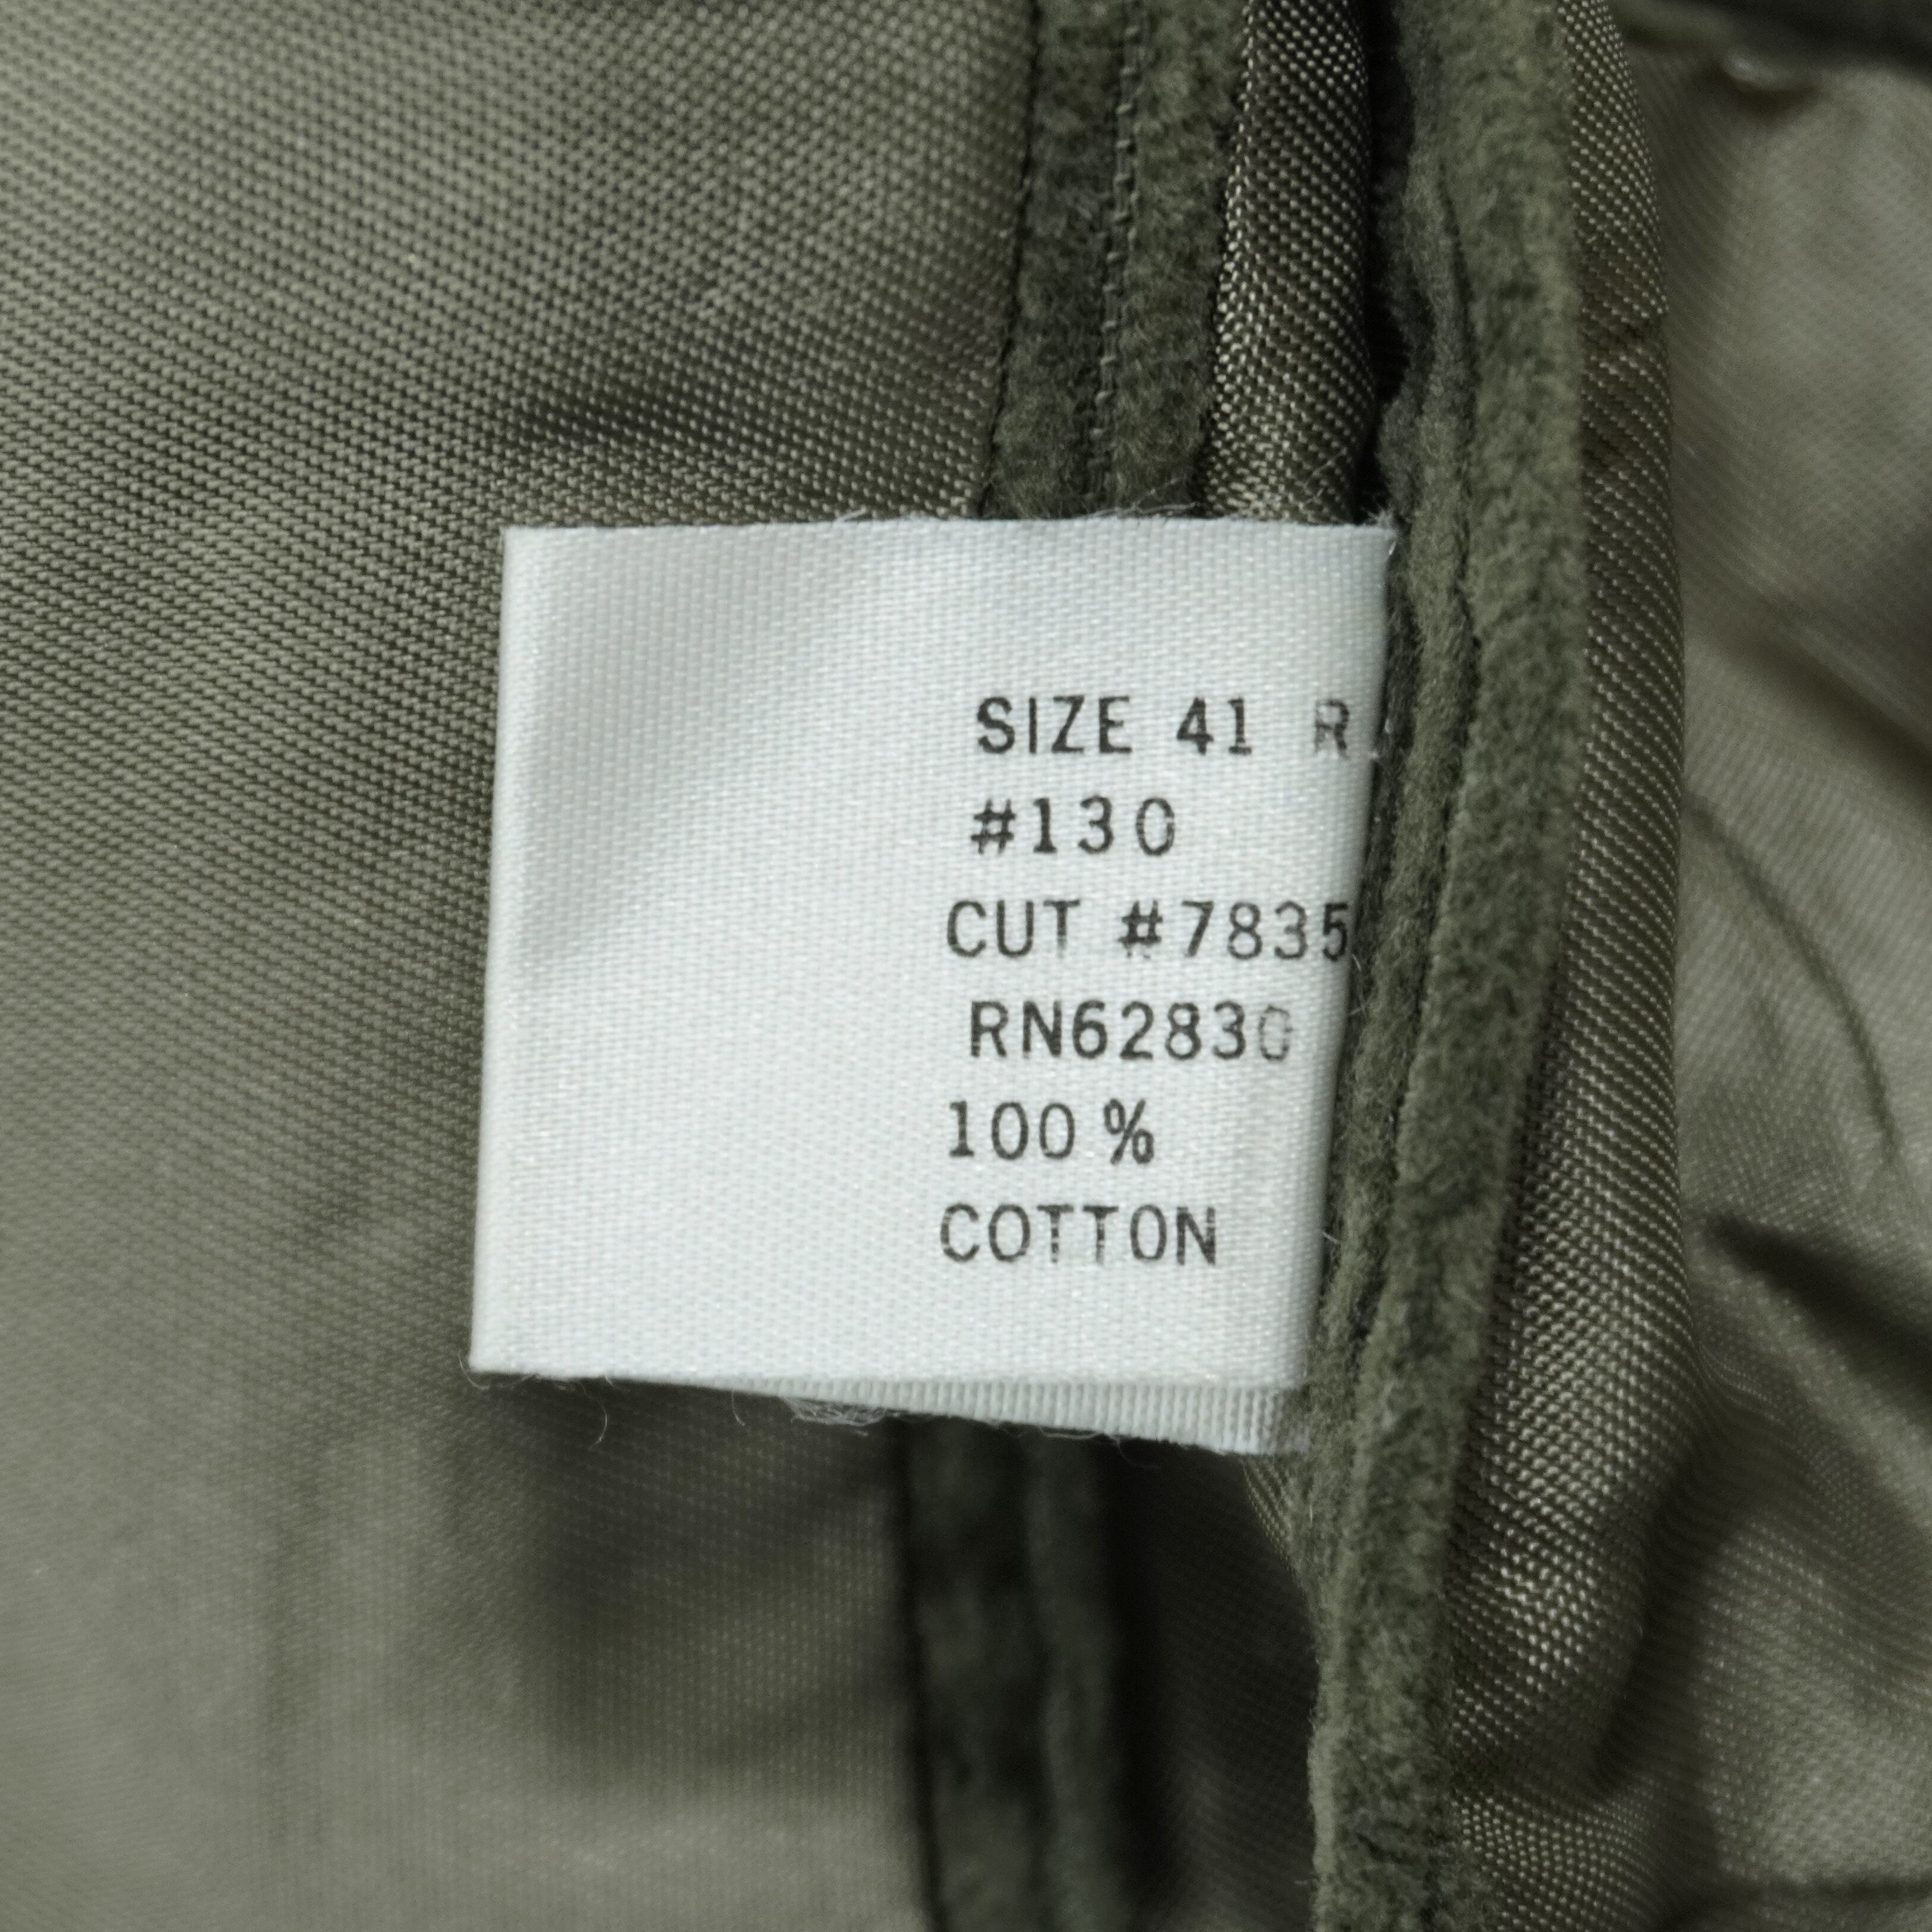 SIZE 41 R
#130
CUT #7835
RN62830
100 %
COTTON